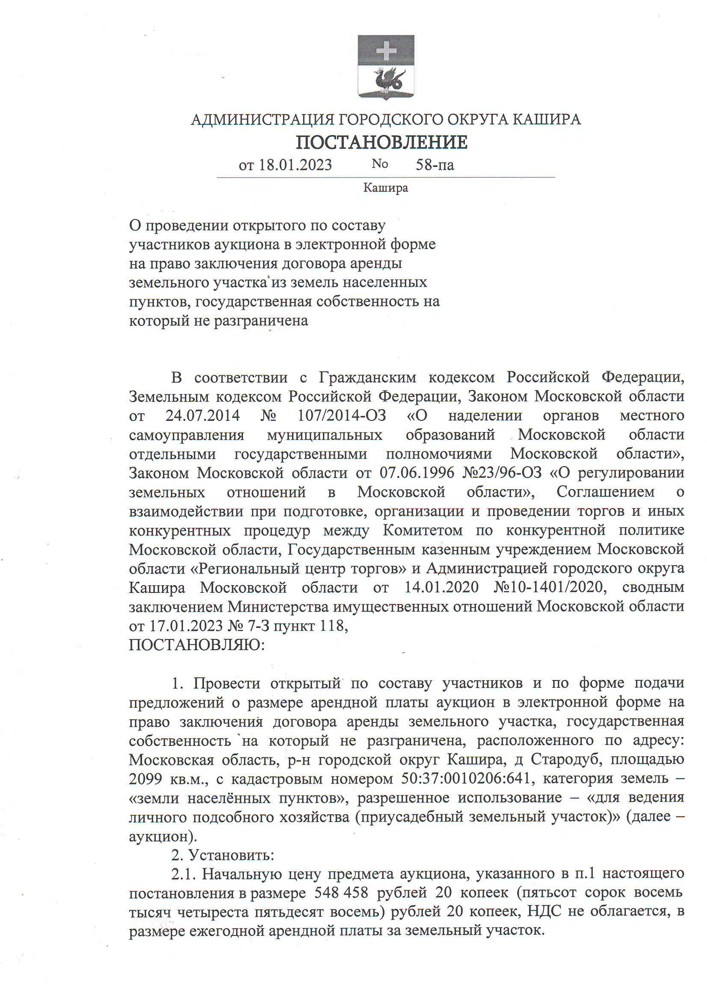 АДМИНИСТРАЦИЯ ГОРОДСКОГО ОКРУГА КАШИРА
ПОСТАНОВЛЕНИЕ
от 18.01.2023 № 58-па
Кашира
О проведении открытого по составу
участников аукциона в электронной форме
на право заключения договора аренды
земельного участка из земель населенных
пунктов, государственная собственность на
который не разграничена
В соответствии с Гражданским кодексом Российской Федерации,
Земельным кодексом Российской Федерации, Законом Московской области
от 24.07.2014 № 107/2014-ОЗ «О наделении органов местного
самоуправления муниципальных образований Московской области
отдельными государственными полномочиями Московской области»,
Законом Московской области от 07.06.1996 №23/96-ОЗ «О регулировании
земельных отношений в Московской области», Соглашением о
взаимодействии при подготовке, организации и проведении торгов и иных
конкурентных процедур между Комитетом по конкурентной политике
Московской области, Государственным казенным учреждением Московской
области «Региональный центр торгов» и Администрацией городского округа
Кашира Московской области от 14.01.2020 №10-1401/2020, сводным
заключением Министерства имущественных отношений Московской области
от 17.01.2023 № 7-З пункт 118,
ПОСТАНОВЛЯЮ:
1. Провести открытый по составу участников и по форме подачи
предложений о размере арендной платы аукцион в электронной форме на
право заключения договора аренды земельного участка, государственная
собственность на который не разграничена, расположенного по адресу:
Московская область, р-н городской округ Кашира, д Стародуб, площадью
2099 кв.м., с кадастровым номером 50:37:0010206:641, категория земель –
«земли населённых пунктов», разрешенное использование – «для ведения
личного подсобного хозяйства (приусадебный земельный участок)» (далее –
аукцион).
2. Установить:
2.1. Начальную цену предмета аукциона, указанного в п.1 настоящего
постановления в размере 548 458 рублей 20 копеек (пятьсот сорок восемь
тысяч четыреста пятьдесят восемь) рублей 20 копеек, НДС не облагается, в
размере ежегодной арендной платы за земельный участок.